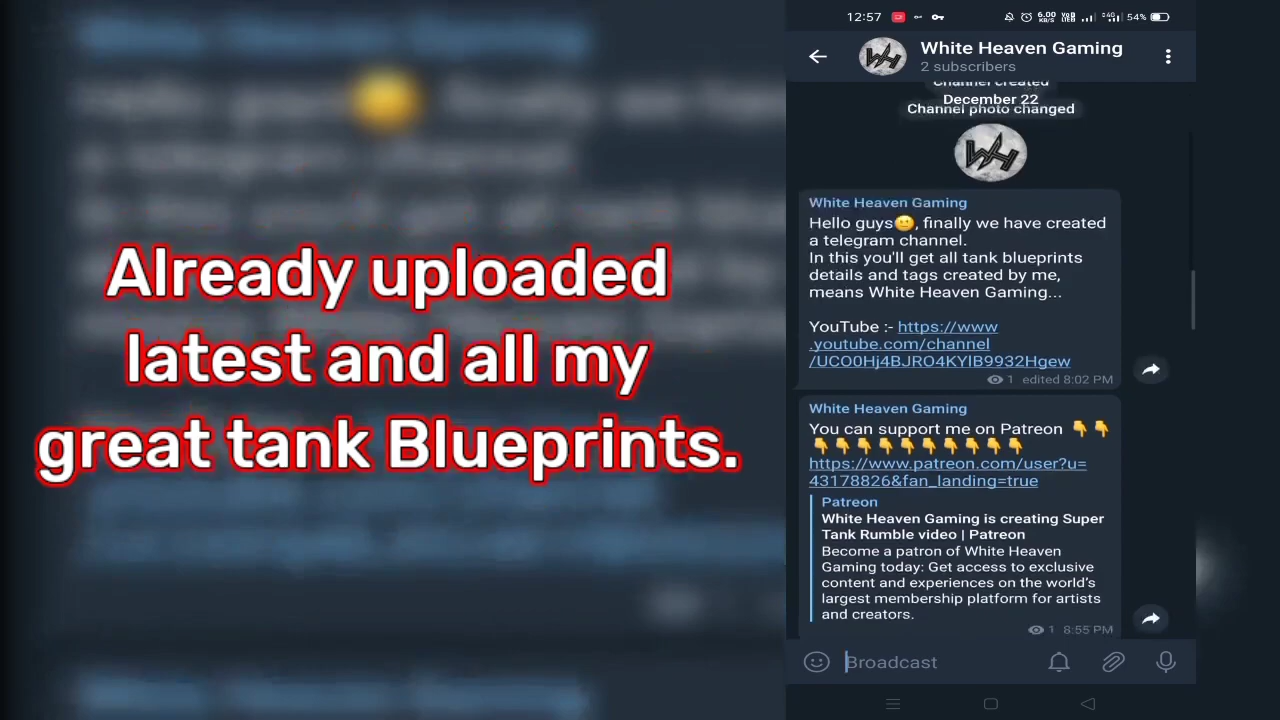 Already uploaded
latest and all my
great tank Blueprints.
12:57
6.00
KB/S
4G
54%
White Heaven Gaming
2 subscribers
Channel created
December 22
Channel photo changed
WH
White Heaven Gaming
Hello guys🙂, finally we have created
a telegram channel.
In this you'll get all tank blueprints
details and tags created by me,
means White Heaven Gaming...
YouTube :- https://www
.youtube.com/channel
/UCO0Hj4BJRO4KYlB9932Hgew
1 edited 8:02 PM
White Heaven Gaming
You can support me on Patreon 👇👇
👇👇👇👇👇👇👇👇👇👇
https://www.patreon.com/user?u=
43178826&fan_landing=true
Patreon
White Heaven Gaming is creating Super
Tank Rumble video | Patreon
Become a patron of White Heaven
Gaming today: Get access to exclusive
content and experiences on the world's
largest membership platform for artists
and creators.
1 8:55 PM
Broadcast